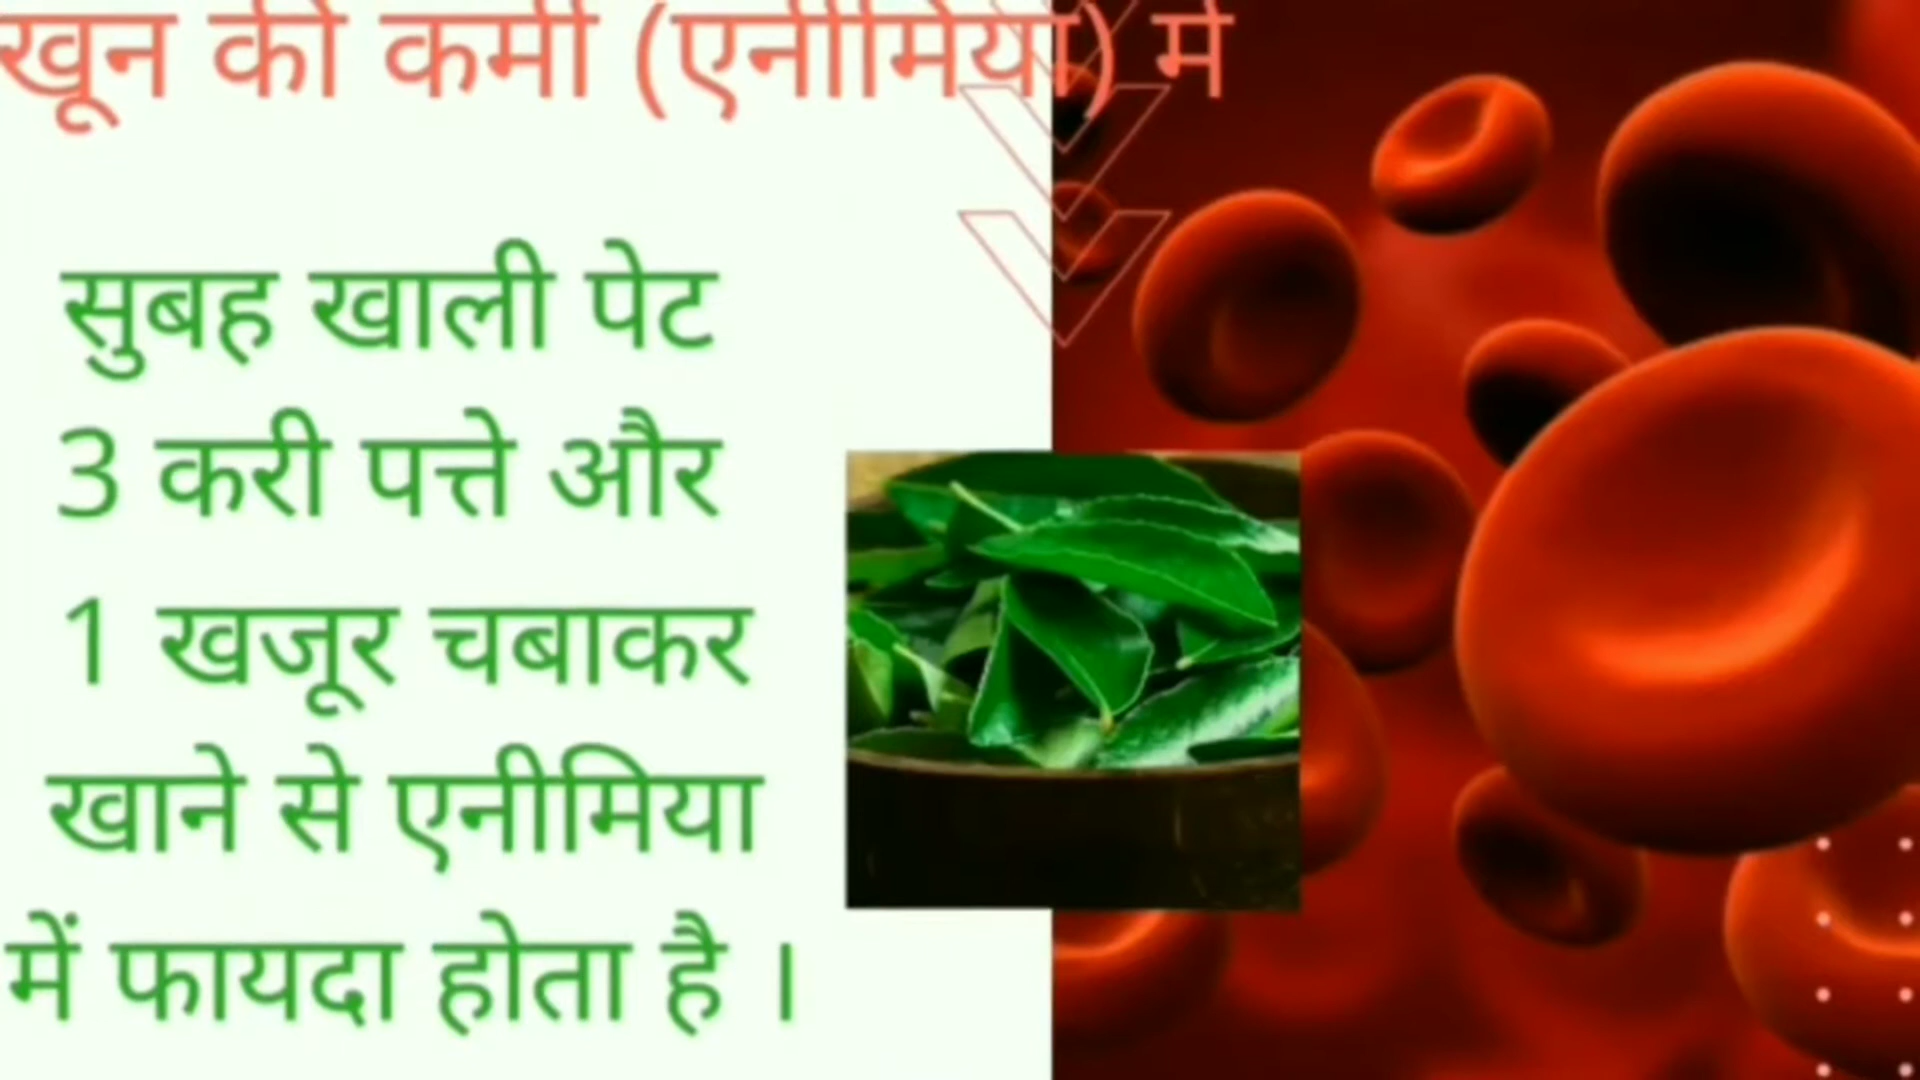 खून की कमी (एनीमिया) में
सुबह खाली पेट
3 करी पत्ते और
1 खजूर चबाकर
खाने से एनीमिया
में फायदा होता है ।